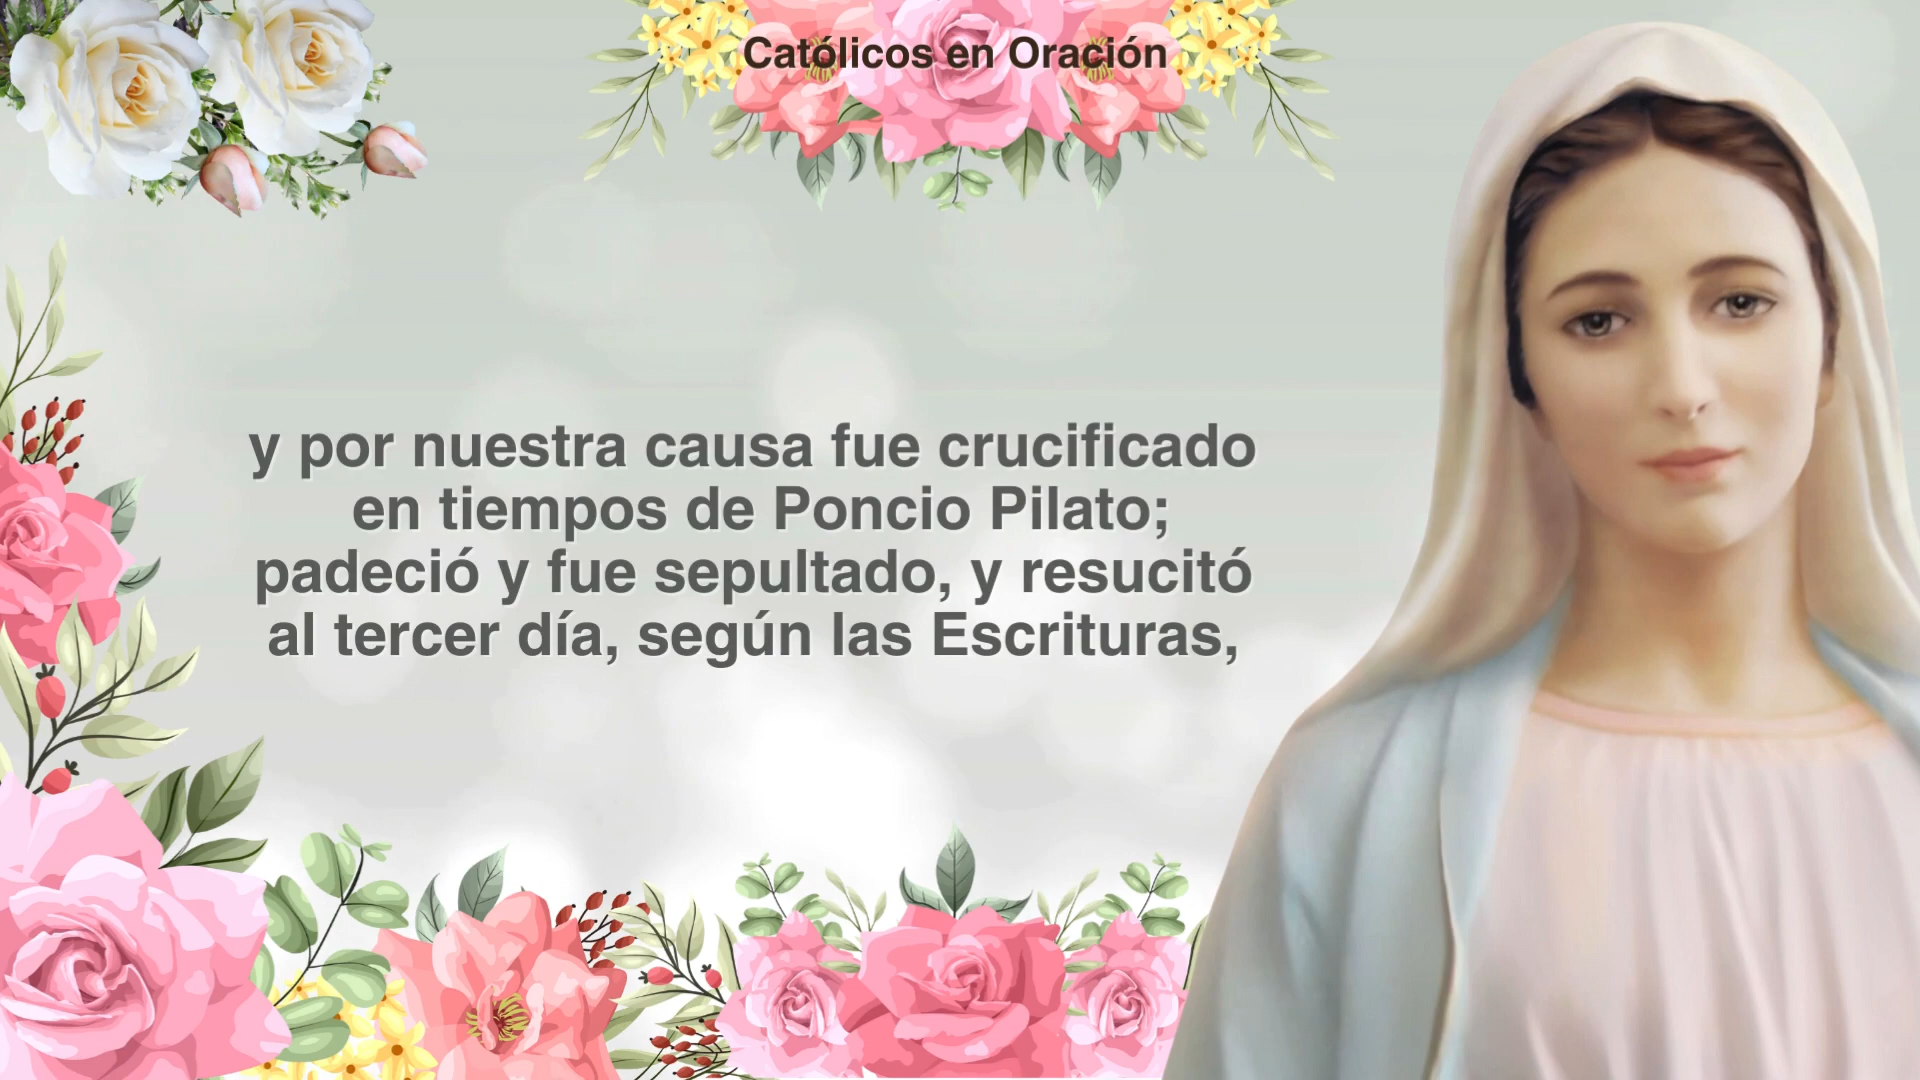 Católicos en Oración
y por nuestra causa fue crucificado
en tiempos de Poncio Pilato;
padeció y fue sepultado, y resucitó
al tercer día, según las Escrituras,